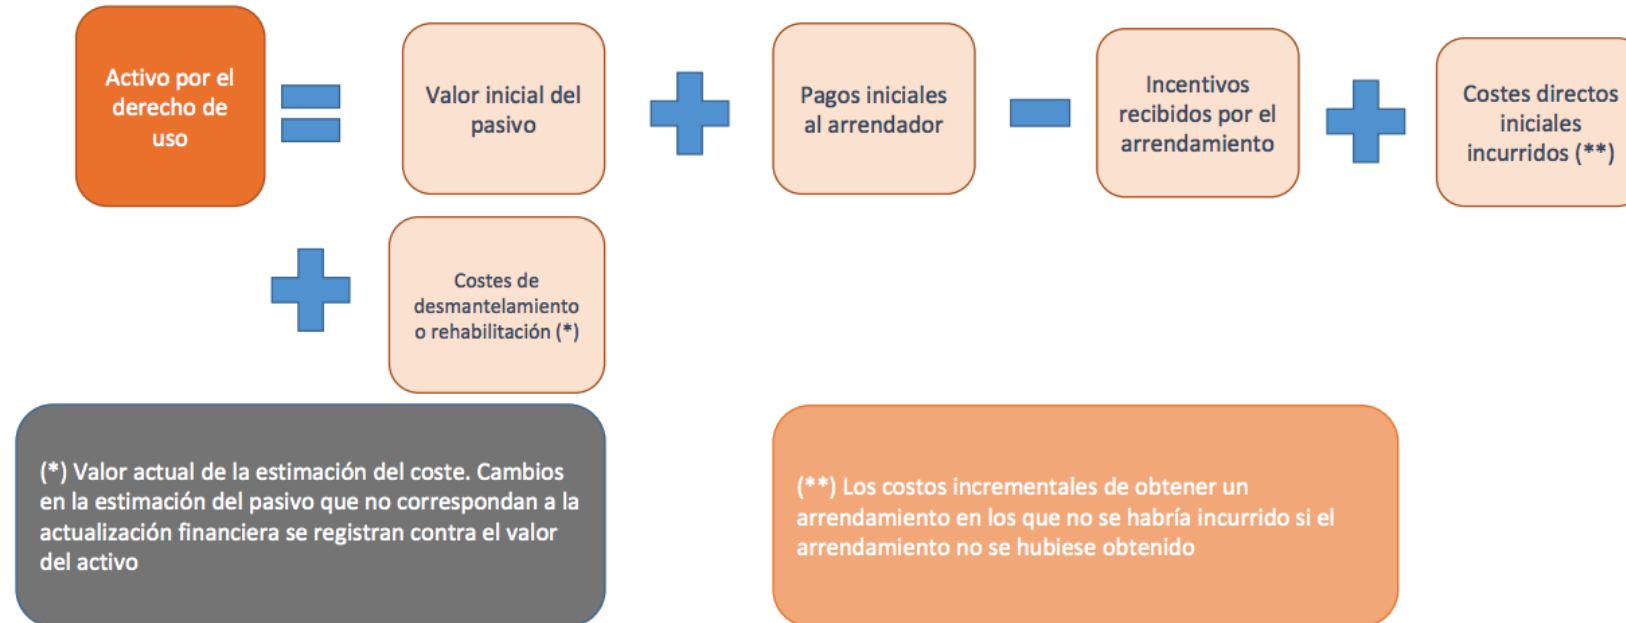 Activo por el
derecho de
uso
Valor inicial del
pasivo
Pagos iniciales
al arrendador
Incentivos
recibidos por el
arrendamiento
Costes directos
iniciales
incurridos (**)
Costes de
desmantelamiento
o rehabilitación (*)
(*) Valor actual de la estimación del coste. Cambios
en la estimación del pasivo que no correspondan a la
actualización financiera se registran contra el valor
del activo
(**) Los costos incrementales de obtener un
arrendamiento en los que no se habría incurrido si el
arrendamiento no se hubiese obtenido